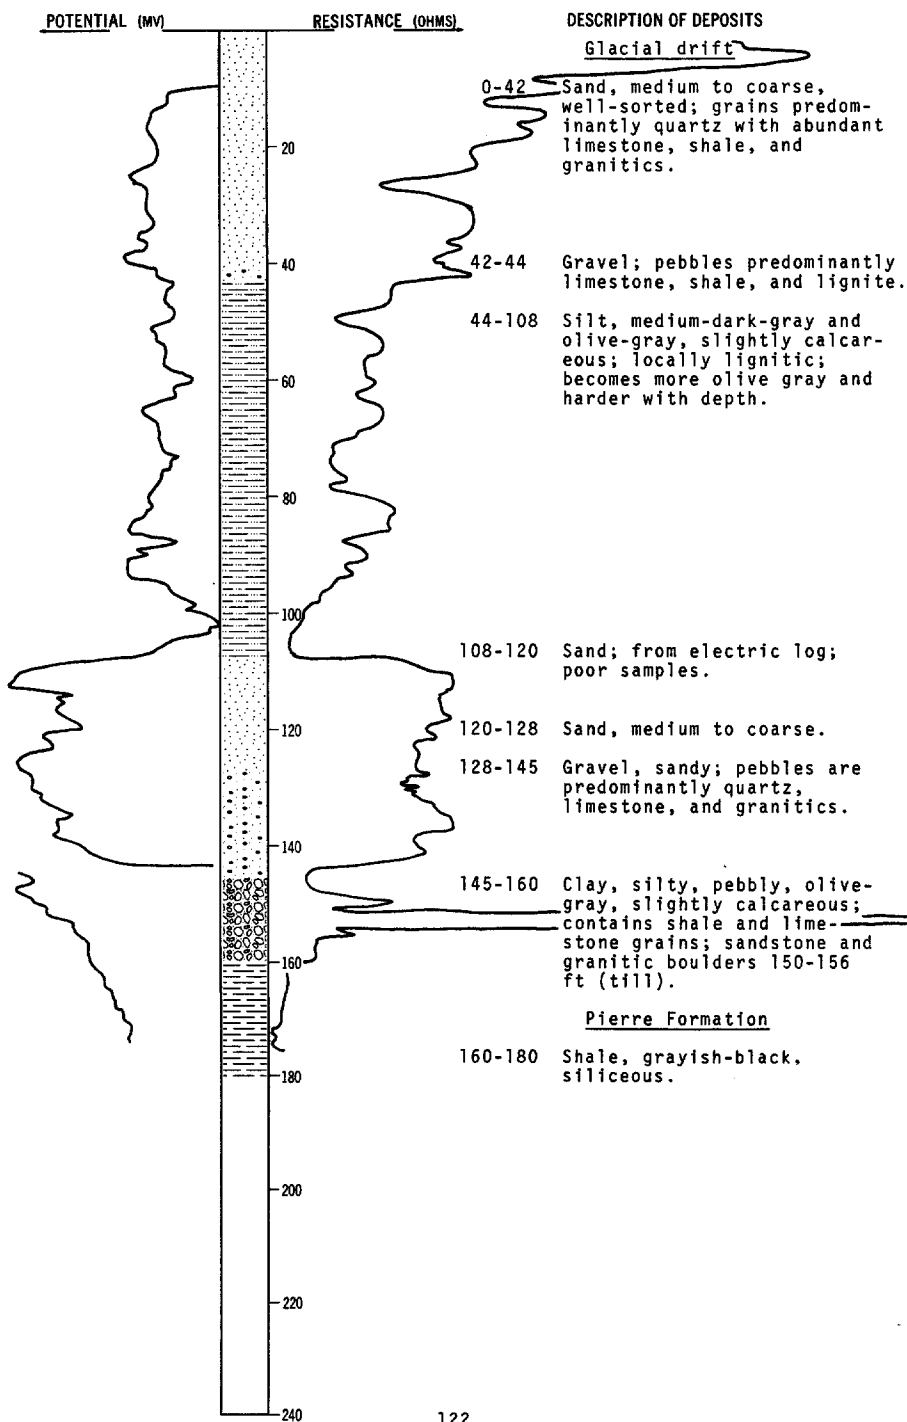 POTENTIAL (MV) RESISTANCE (OHMS) DESCRIPTION OF DEPOSITS
Glacial drift
0-42 Sand, medium to coarse,
well-sorted; grains predom-
inantly quartz with abundant
limestone, shale, and
granitics.
20
40
42-44 Gravel; pebbles predominantly
limestone, shale, and lignite.
44-108 Silt, medium-dark-gray and
olive-gray, slightly calcar-
eous; locally lignitic;
becomes more olive gray and
harder with depth.
60
80
100
108-120 Sand; from electric log;
poor samples.
120
120-128 Sand, medium to coarse.
128-145 Gravel, sandy; pebbles are
predominantly quartz,
limestone, and granitics.
140
145-160 Clay, silty, pebbly, olive-
gray, slightly calcareous;
contains shale and lime-
stone grains; sandstone and
granitic boulders 150-156
ft (till).
160
Pierre Formation
160-180 Shale, grayish-black,
siliceous.
180
200
220
240
122